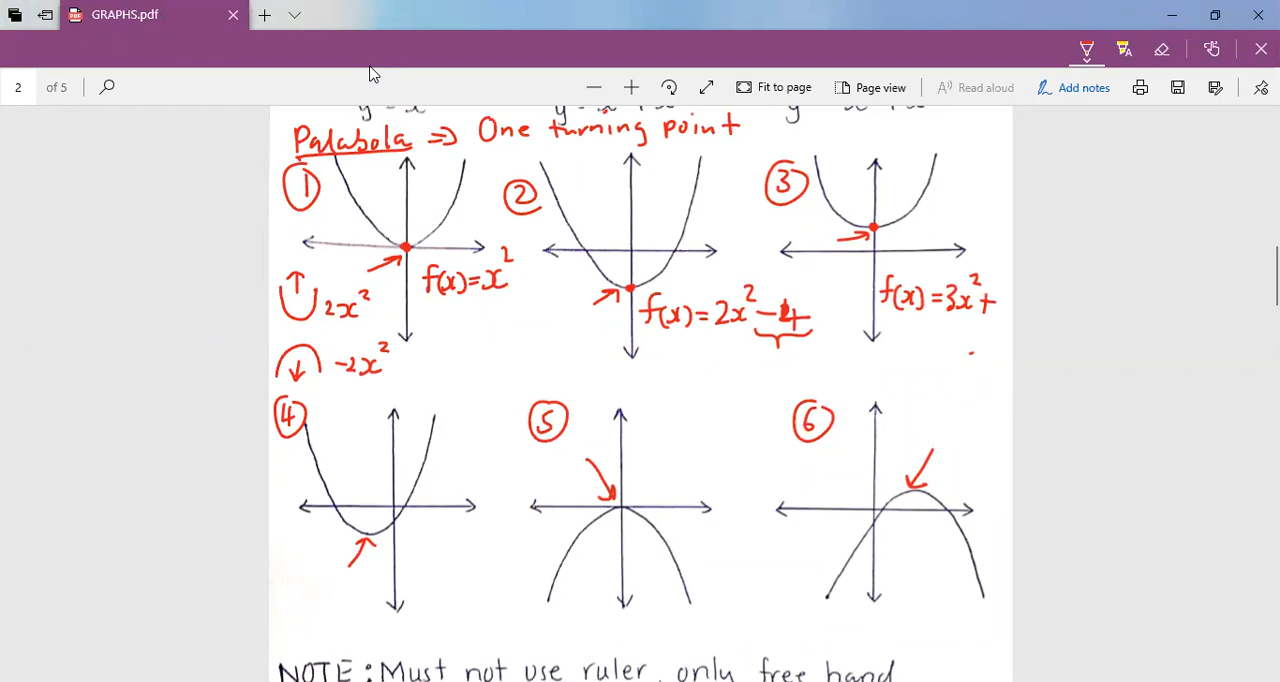 GRAPHS.pdf
2 of 5
Fit to page
Page view
Read aloud
Add notes
Palabola ⇒ One turning point
1
2
3
f(x)=x²
f(x)=2x²-4
f(x)=3x²+
2x²
-2x²
4
5
6
NOTE: Must not use ruler, only free hand